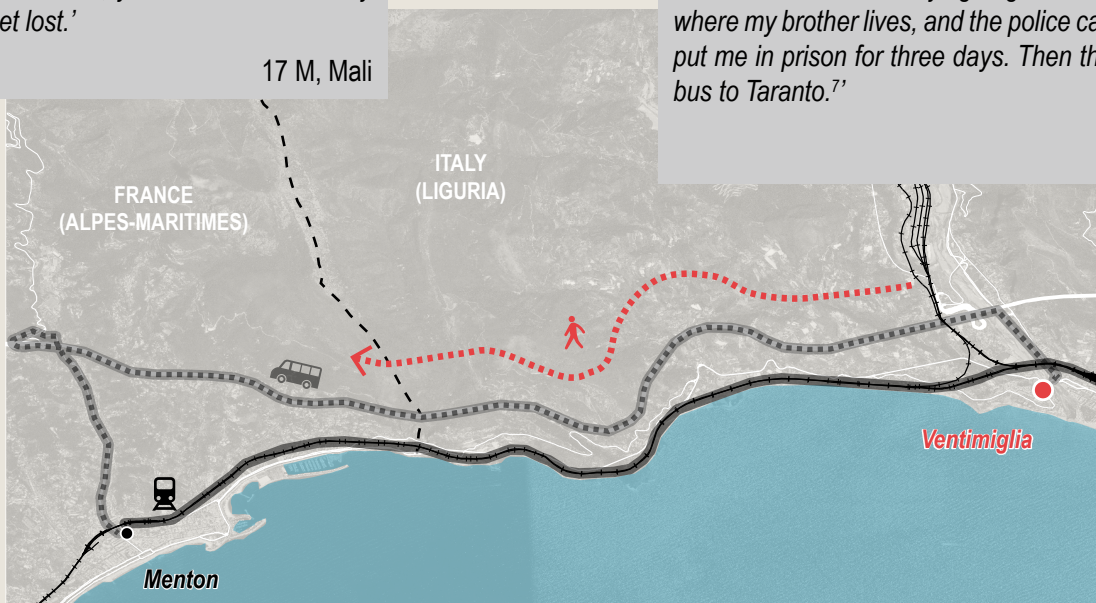 et lost.’
17 M, Mali
where my brother lives, and the police ca
put me in prison for three days. Then th
bus to Taranto.⁷’
ITALY
(LIGURIA)
FRANCE
(ALPES-MARITIMES)
Ventimiglia
Menton